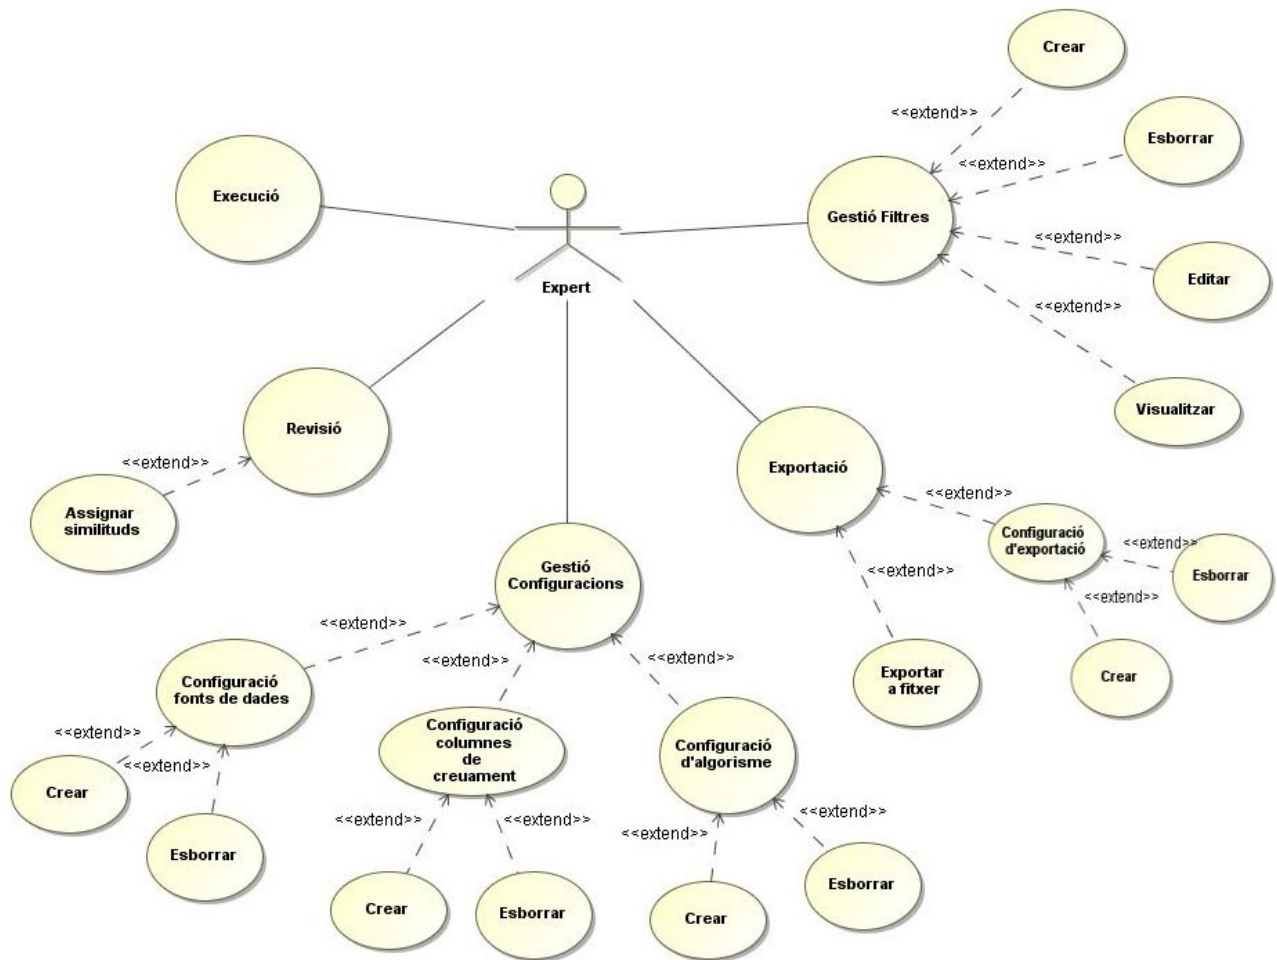 Crear
<<extend>>
Esborrar
<<extend>>
Execució
Gestió Filtres
<<extend>>
Editar
Expert
<<extend>>
Visualitzar
Revisió
<<extend>>
Exportació
Assignar
similituds
<<extend>>
Configuració
d'exportació
<<extend>>
Esborrar
Gestió
Configuracions
<<extend>>
<<extend>>
<<extend>>
<<extend>>
<<extend>>
Exportar
a fitxer
Crear
Configuració
fonts de dades
Configuració
columnes
de
creuament
Configuració
d'algorisme
<<extend>>
<<extend>>
Crear
Esborrar
<<extend>>
<<extend>>
<<extend>>
<<extend>>
Crear
Esborrar
Crear
Esborrar